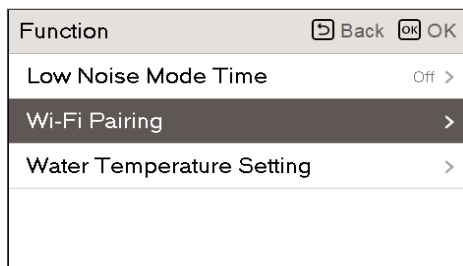 Function Back OK OK
Low Noise Mode Time Off >
Wi-Fi Pairing >
Water Temperature Setting >